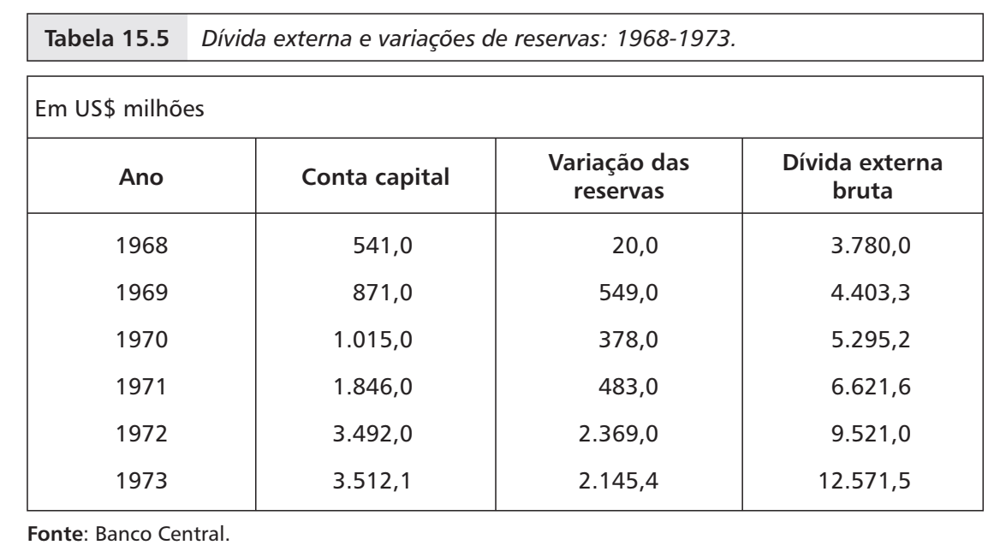 Tabela 15.5 Dívida externa e variações de reservas: 1968-1973.
Em US$ milhões
Ano Conta capital Variação das reservas Dívida externa bruta
1968 541,0 20,0 3.780,0
1969 871,0 549,0 4.403,3
1970 1.015,0 378,0 5.295,2
1971 1.846,0 483,0 6.621,6
1972 3.492,0 2.369,0 9.521,0
1973 3.512,1 2.145,4 12.571,5
Fonte: Banco Central.